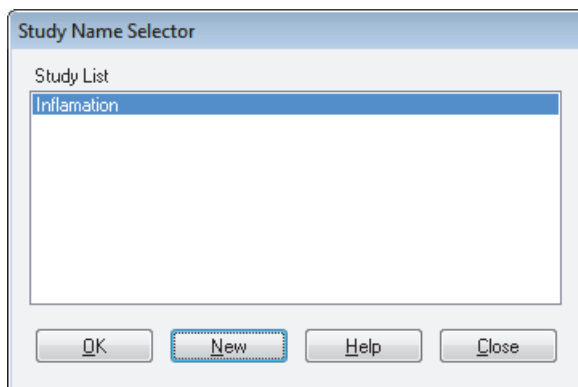 Study Name Selector
Study List
Inflamation
OK New Help Close